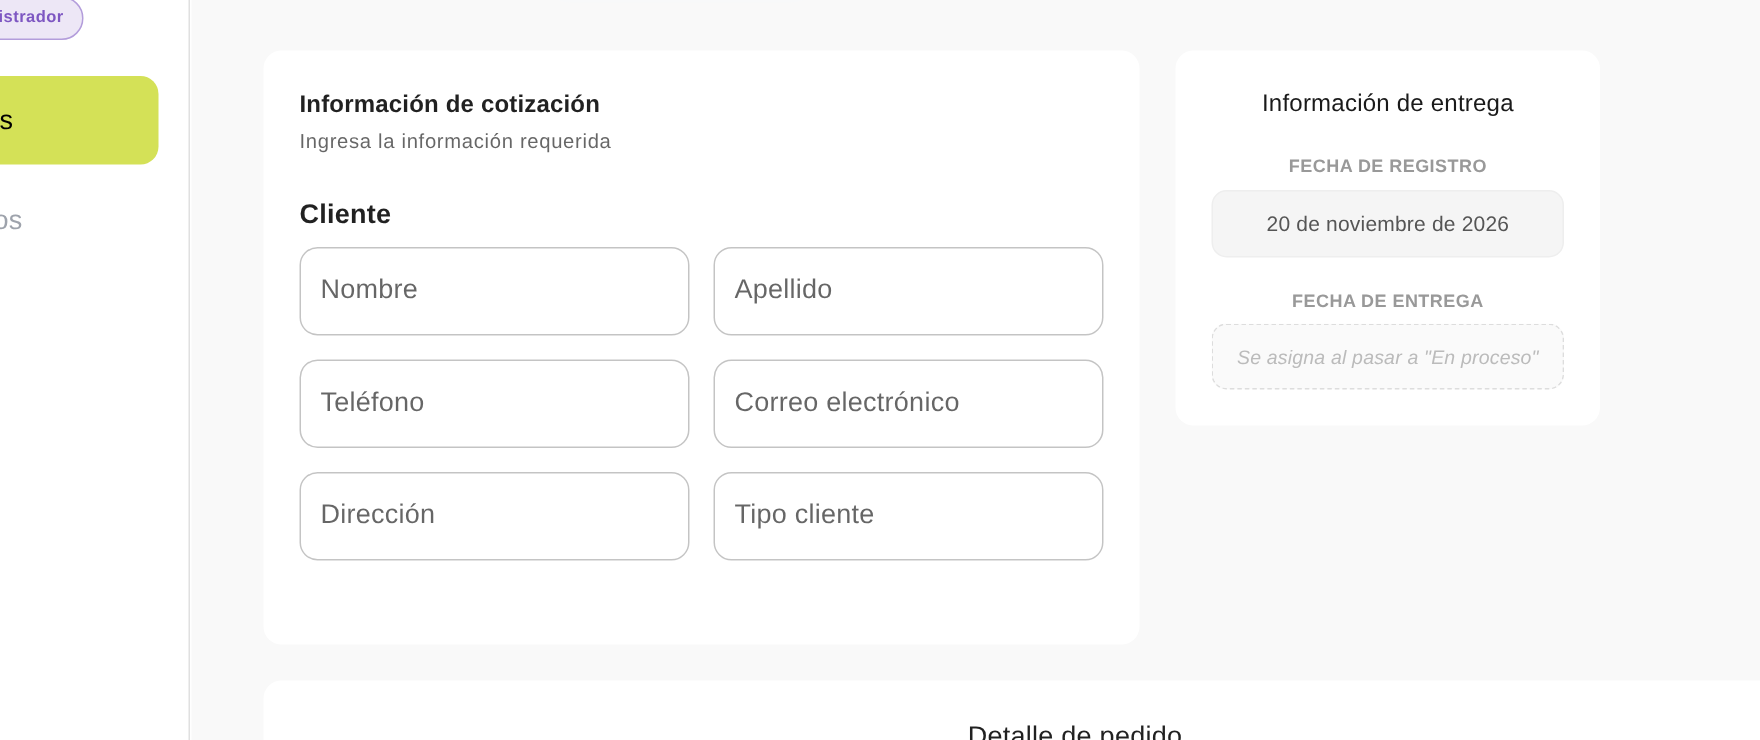 istrador
s
os
Información de cotización
Ingresa la información requerida
Cliente
Nombre
Apellido
Teléfono
Correo electrónico
Dirección
Tipo cliente
Información de entrega
FECHA DE REGISTRO
20 de noviembre de 2026
FECHA DE ENTREGA
Se asigna al pasar a "En proceso"
Detalle de pedido